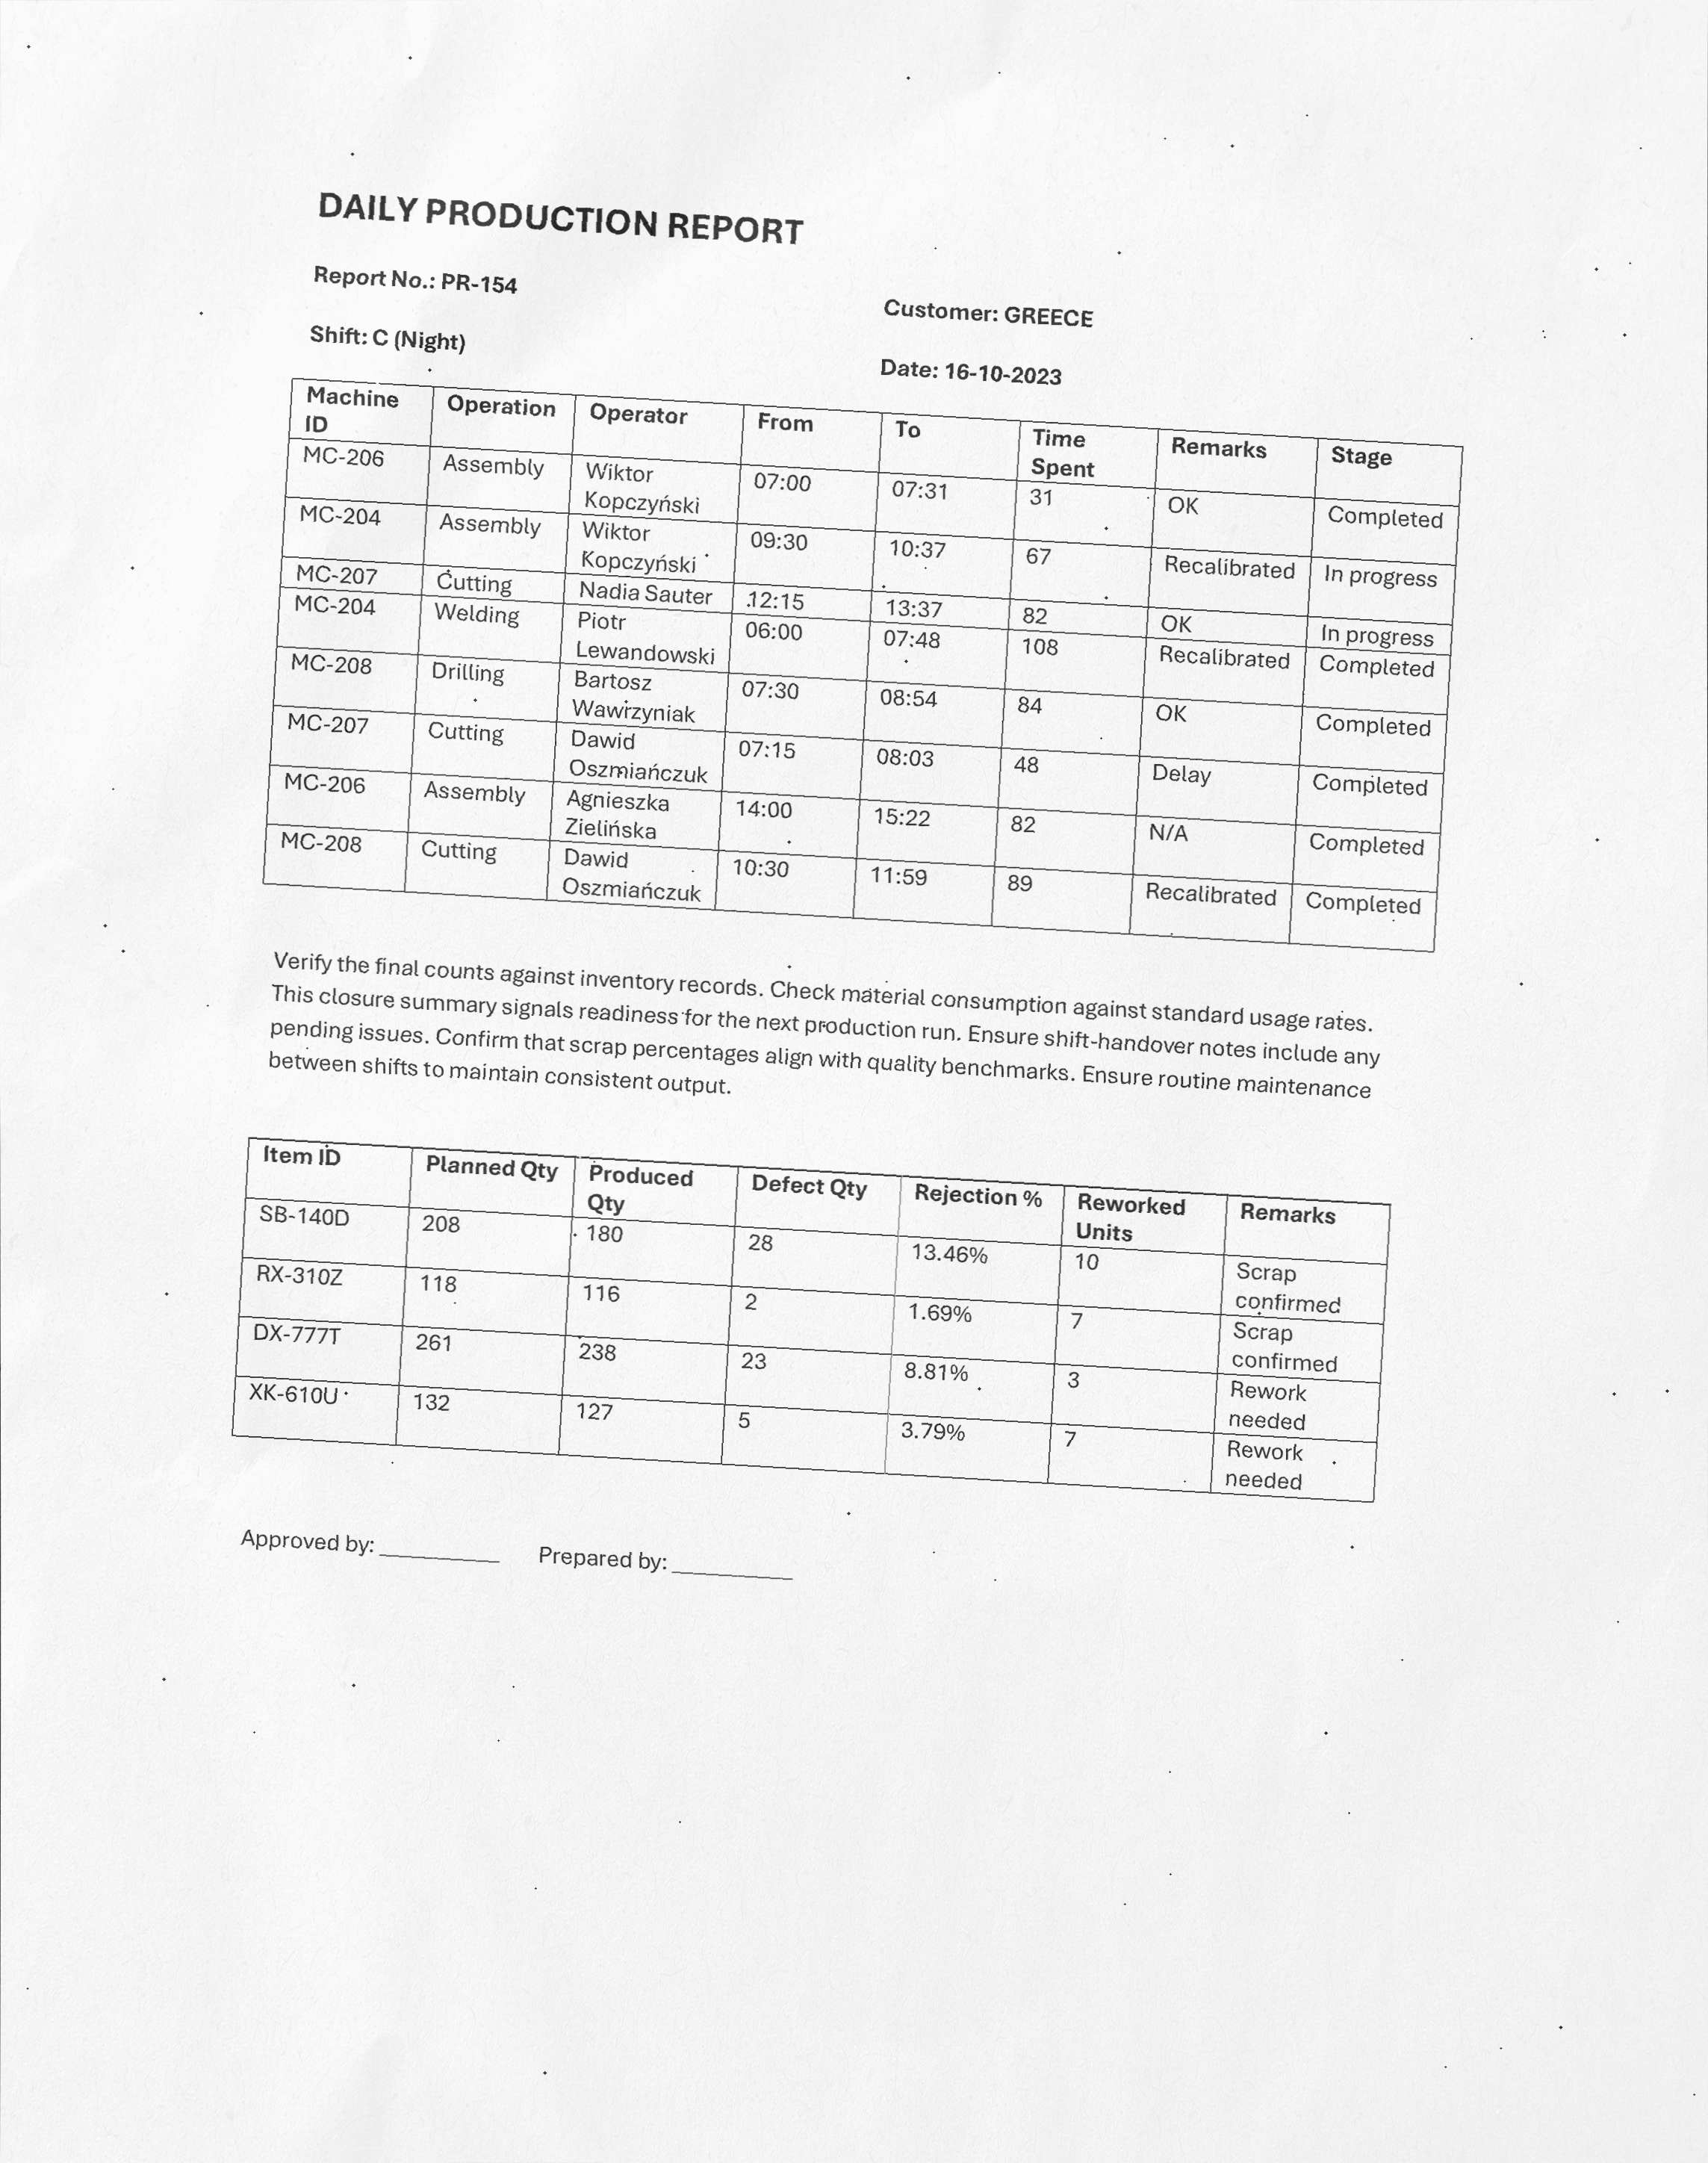 DAILY PRODUCTION REPORT
Report No.: PR-154
Customer: GREECE
Shift: C (Night)
Date: 16-10-2023
Machine ID Operation Operator From To Time Spent Remarks Stage
MC-206 Assembly Wiktor Kopczyński 07:00 07:31 31 OK Completed
MC-204 Assembly Wiktor Kopczyński 09:30 10:37 67 Recalibrated In progress
MC-207 Cutting Nadia Sauter 12:15 13:37 82 OK In progress
MC-204 Welding Piotr Lewandowski 06:00 07:48 108 Recalibrated Completed
MC-208 Drilling Bartosz Wawrzyniak 07:30 08:54 84 OK Completed
MC-207 Cutting Dawid Oszmiańczuk 07:15 08:03 48 Delay Completed
MC-206 Assembly Agnieszka Zielińska 14:00 15:22 82 N/A Completed
MC-208 Cutting Dawid Oszmiańczuk 10:30 11:59 89 Recalibrated Completed
Verify the final counts against inventory records. Check material consumption against standard usage rates.
This closure summary signals readiness for the next production run. Ensure shift-handover notes include any
pending issues. Confirm that scrap percentages align with quality benchmarks. Ensure routine maintenance
between shifts to maintain consistent output.
Item ID Planned Qty Produced Qty Defect Qty Rejection % Reworked Units Remarks
SB-140D 208 180 28 13.46% 10 Scrap confirmed
RX-310Z 118 116 2 1.69% 7 Scrap confirmed
DX-777T 261 238 23 8.81% 3 Rework needed
XK-610U 132 127 5 3.79% 7 Rework needed
Approved by: __________ Prepared by: __________